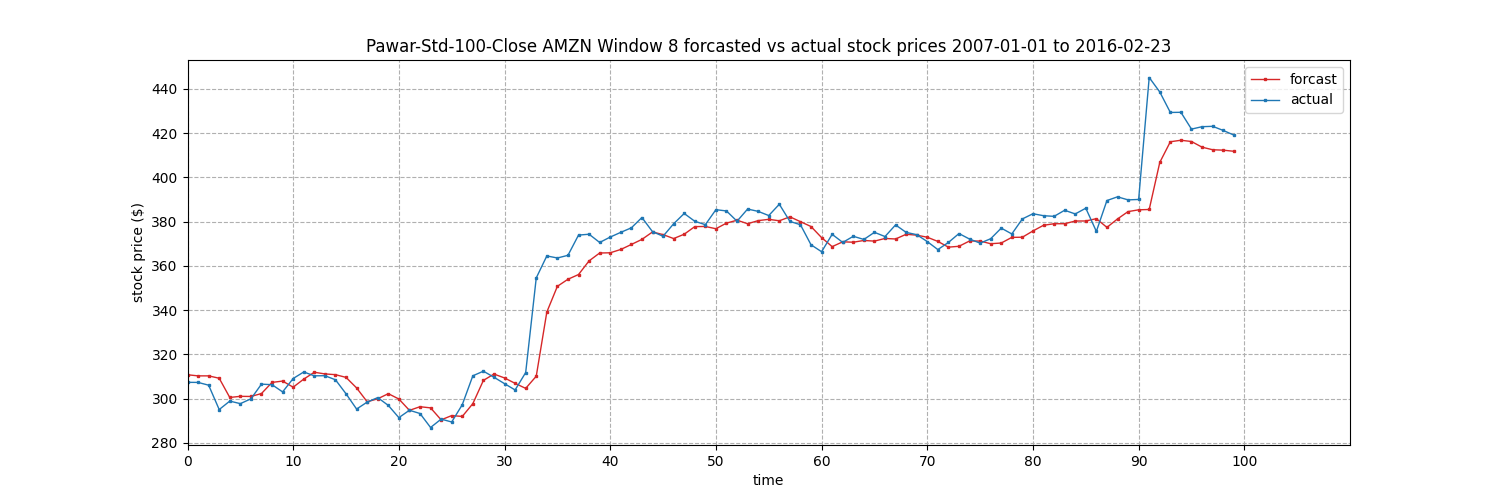 Pawar-Std-100-Close AMZN Window 8 forcasted vs actual stock prices 2007-01-01 to 2016-02-23
forcast
actual
440
420
400
380
360
340
320
300
280
stock price ($)
0 10 20 30 40 50 60 70 80 90 100
time